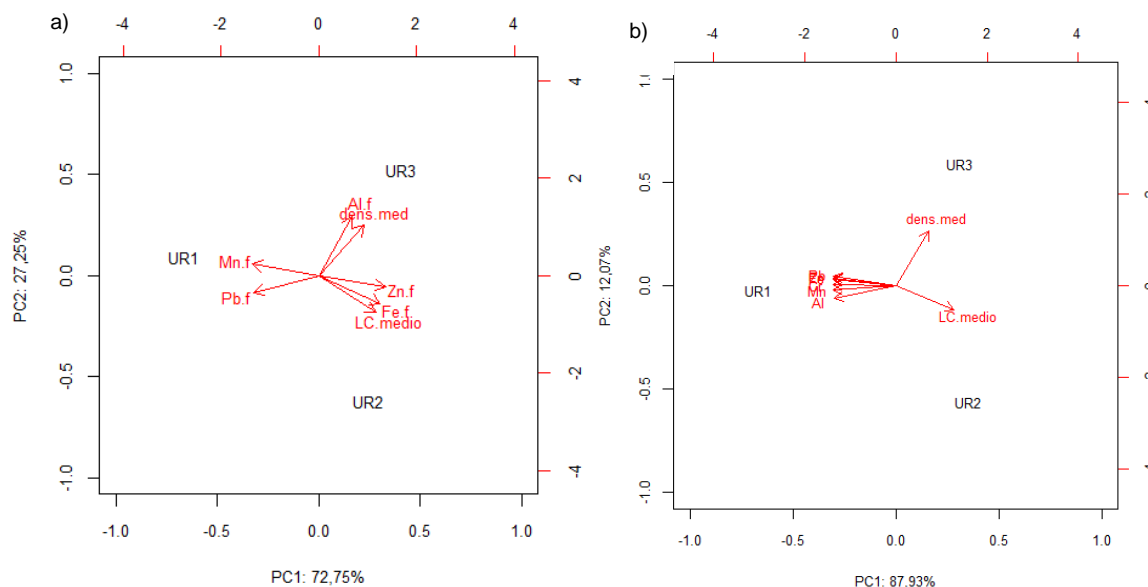 a)
-4 -2 0 2 4
1.0
0.5
0.0
-0.5
-1.0
PC2: 27,25%
4
2
0
-2
-4
UR3
Al.f
dens.med
UR1
Mn.f
Pb.f
Zn.f
Fe.f
LC.medio
UR2
-1.0 -0.5 0.0 0.5 1.0
PC1: 72,75%
b)
-4 -2 0 2 4
1.0
0.5
0.0
-0.5
-1.0
PC2: 12,07%
UR3
dens.med
UR1
Mn
Al
LC.medio
UR2
-1.0 -0.5 0.0 0.5 1.0
PC1: 87.93%